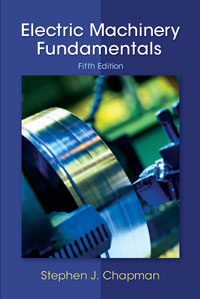 Electric Machinery
Fundamentals
Fifth Edition
Stephen J. Chapman